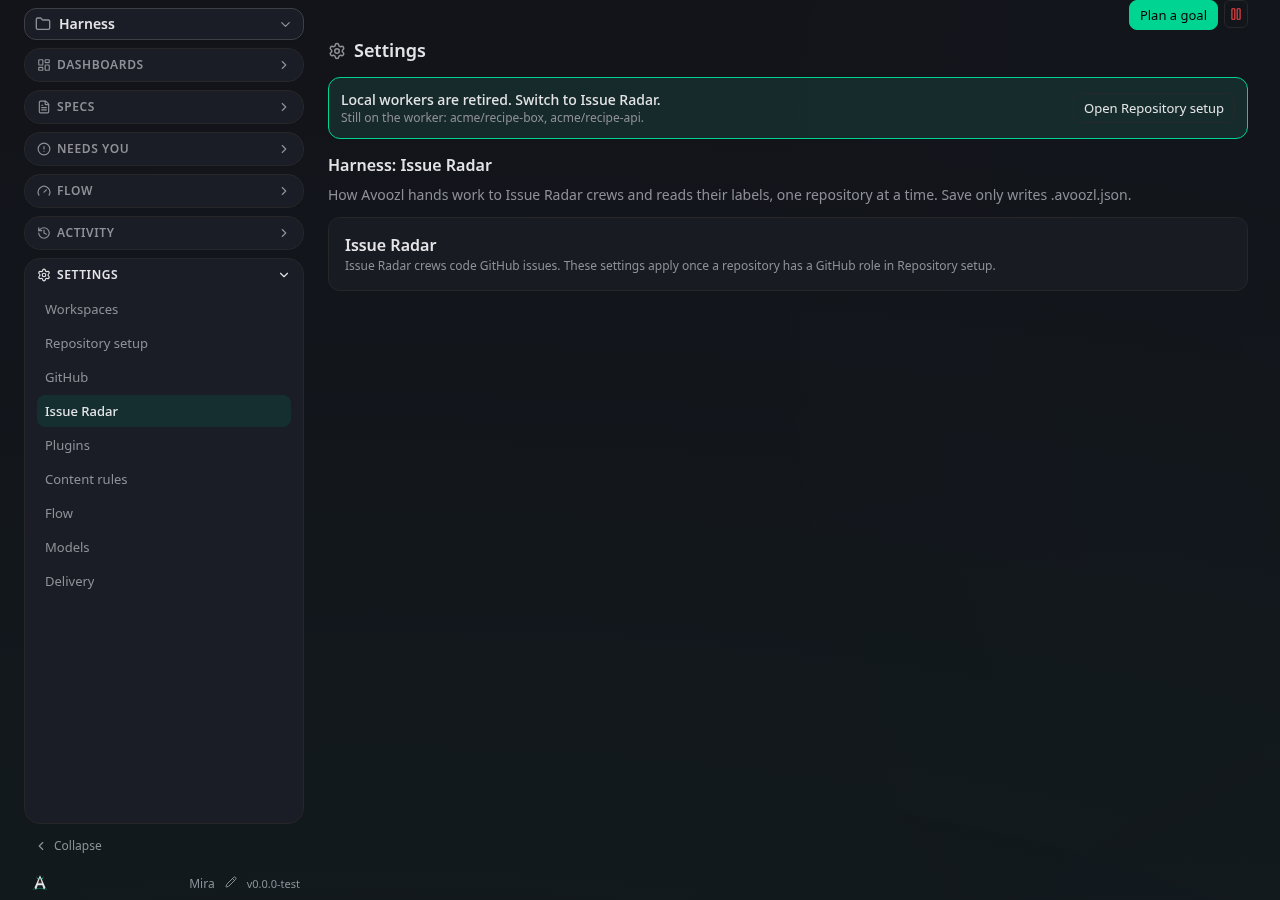 Harness
DASHBOARDS
SPECS
NEEDS YOU
FLOW
ACTIVITY
SETTINGS
Workspaces
Repository setup
GitHub
Issue Radar
Plugins
Content rules
Flow
Models
Delivery
Collapse
Mira
v0.0.0-test
Plan a goal
Settings
Local workers are retired. Switch to Issue Radar.
Still on the worker: acme/recipe-box, acme/recipe-api.
Open Repository setup
Harness: Issue Radar
How Avoozl hands work to Issue Radar crews and reads their labels, one repository at a time. Save only writes .avoozl.json.
Issue Radar
Issue Radar crews code GitHub issues. These settings apply once a repository has a GitHub role in Repository setup.